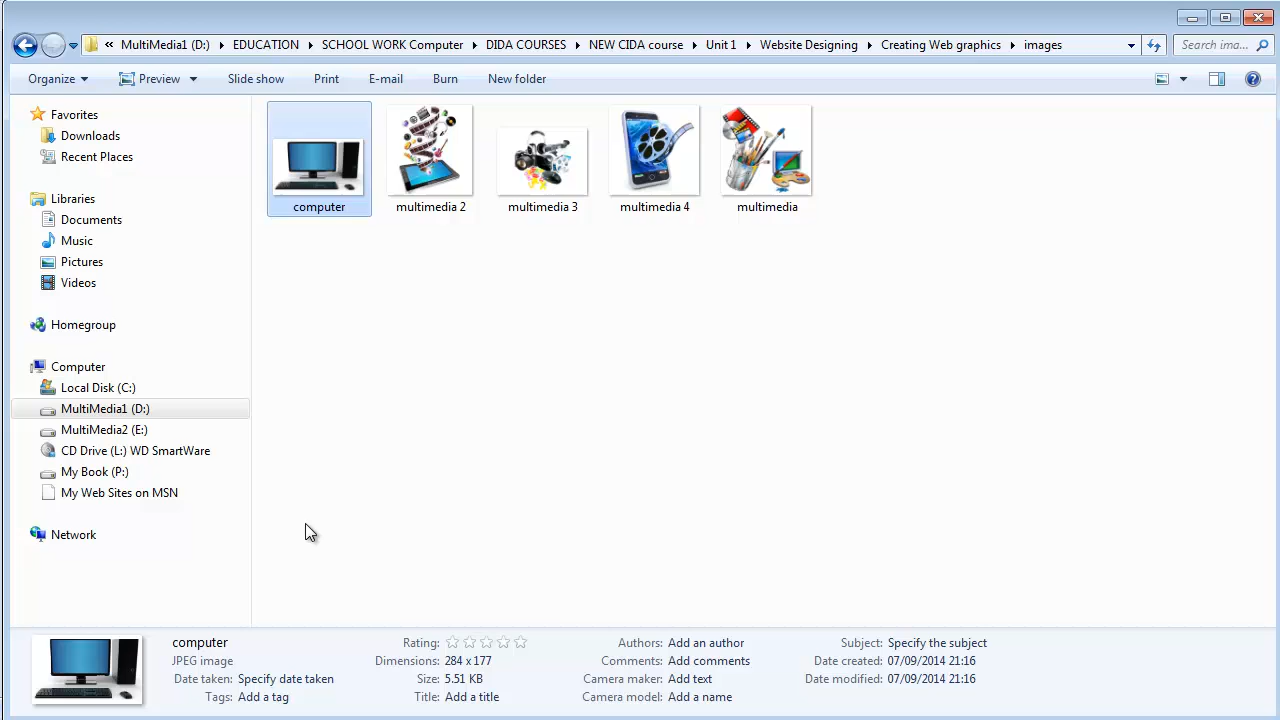 « MultiMedia1 (D:) ▸ EDUCATION ▸ SCHOOL WORK Computer ▸ DIDA COURSES ▸ NEW CIDA course ▸ Unit 1 ▸ Website Designing ▸ Creating Web graphics ▸ images
Search ima...
Organize Preview Slide show Print E-mail Burn New folder
Favorites
Downloads
Recent Places
Libraries
Documents
Music
Pictures
Videos
Homegroup
Computer
Local Disk (C:)
MultiMedia1 (D:)
MultiMedia2 (E:)
CD Drive (L:) WD SmartWare
My Book (P:)
My Web Sites on MSN
Network
computer multimedia 2 multimedia 3 multimedia 4 multimedia
computer Rating: Authors: Add an author Subject: Specify the subject
JPEG image Dimensions: 284 x 177 Comments: Add comments Date created: 07/09/2014 21:16
Date taken: Specify date taken Size: 5.51 KB Camera maker: Add text Date modified: 07/09/2014 21:16
Tags: Add a tag Title: Add a title Camera model: Add a name